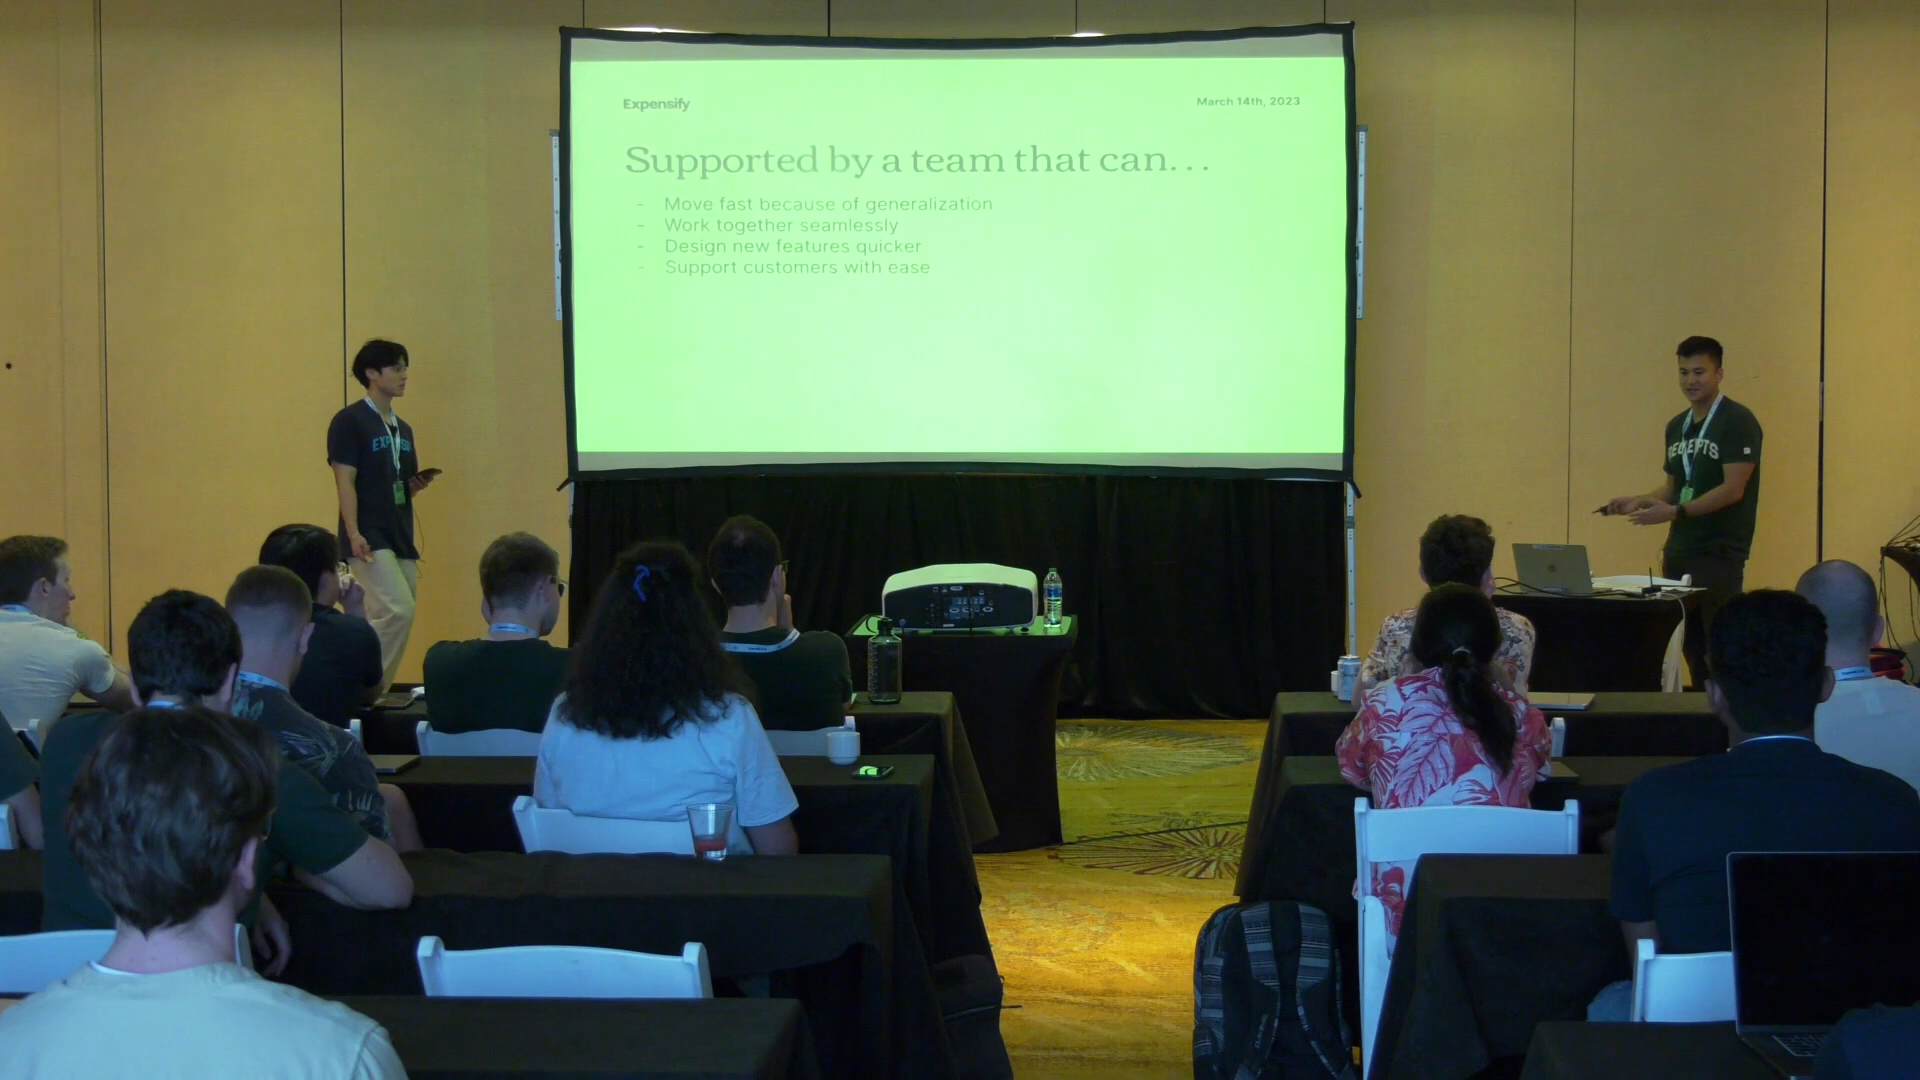 Expensify
March 14th, 2023
Supported by a team that can...
- Move fast because of generalization
- Work together seamlessly
- Design new features quicker
- Support customers with ease